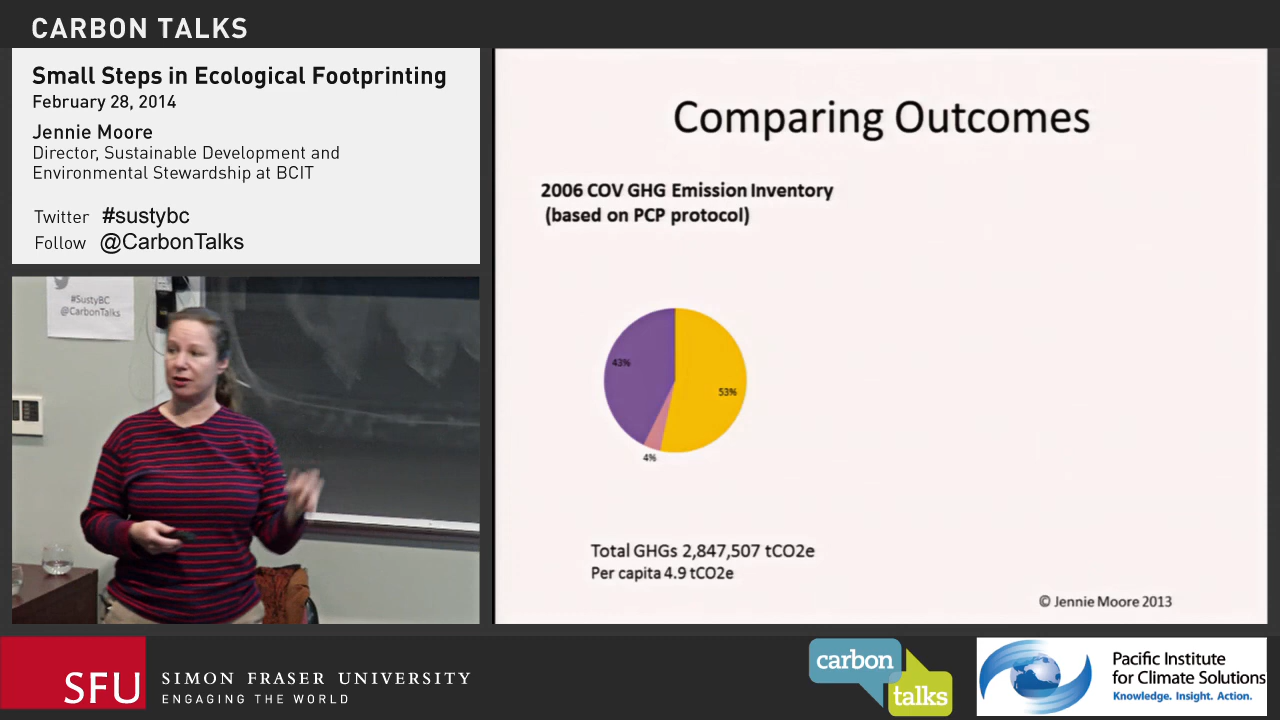 CARBON TALKS
Small Steps in Ecological Footprinting
February 28, 2014
Jennie Moore
Director, Sustainable Development and
Environmental Stewardship at BCIT
Twitter #sustybc
Follow @CarbonTalks
#SustyBC
@CarbonTalks
Comparing Outcomes
2006 COV GHG Emission Inventory
(based on PCP protocol)
43%
53%
4%
Total GHGs 2,847,507 tCO2e
Per capita 4.9 tCO2e
© Jennie Moore 2013
SFU
SIMON FRASER UNIVERSITY
ENGAGING THE WORLD
carbon
talks
Pacific Institute
for Climate Solutions
Knowledge. Insight. Action.